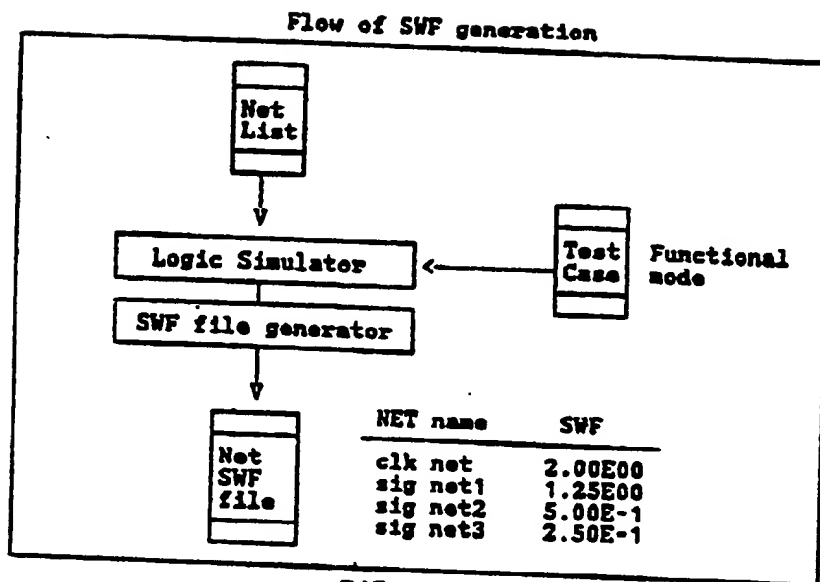 Flow of SWF generation
Net
List
Logic Simulator
Test
Case
Functional
mode
SWF file generator
Net
SWF
file
NET name SWF
clk net 2.00E00
sig net1 1.25E00
sig net2 5.00E-1
sig net3 2.50E-1